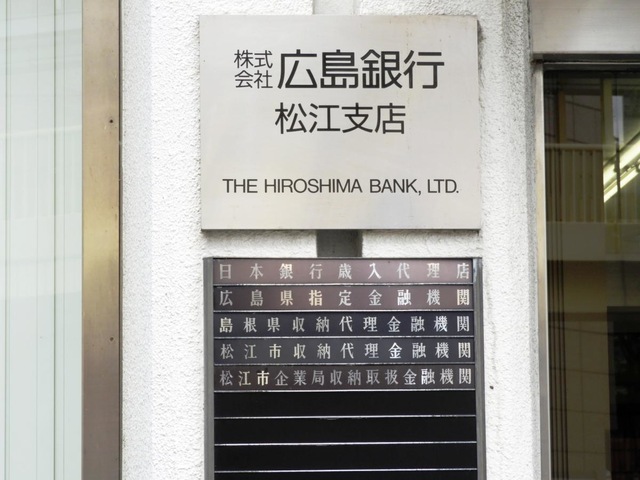 株式会社 広島銀行
松江支店
THE HIROSHIMA BANK, LTD.
日本銀行歳入代理店
広島県指定金融機関
島根県収納代理金融機関
松江市収納代理金融機関
松江市企業局収納取扱金融機関